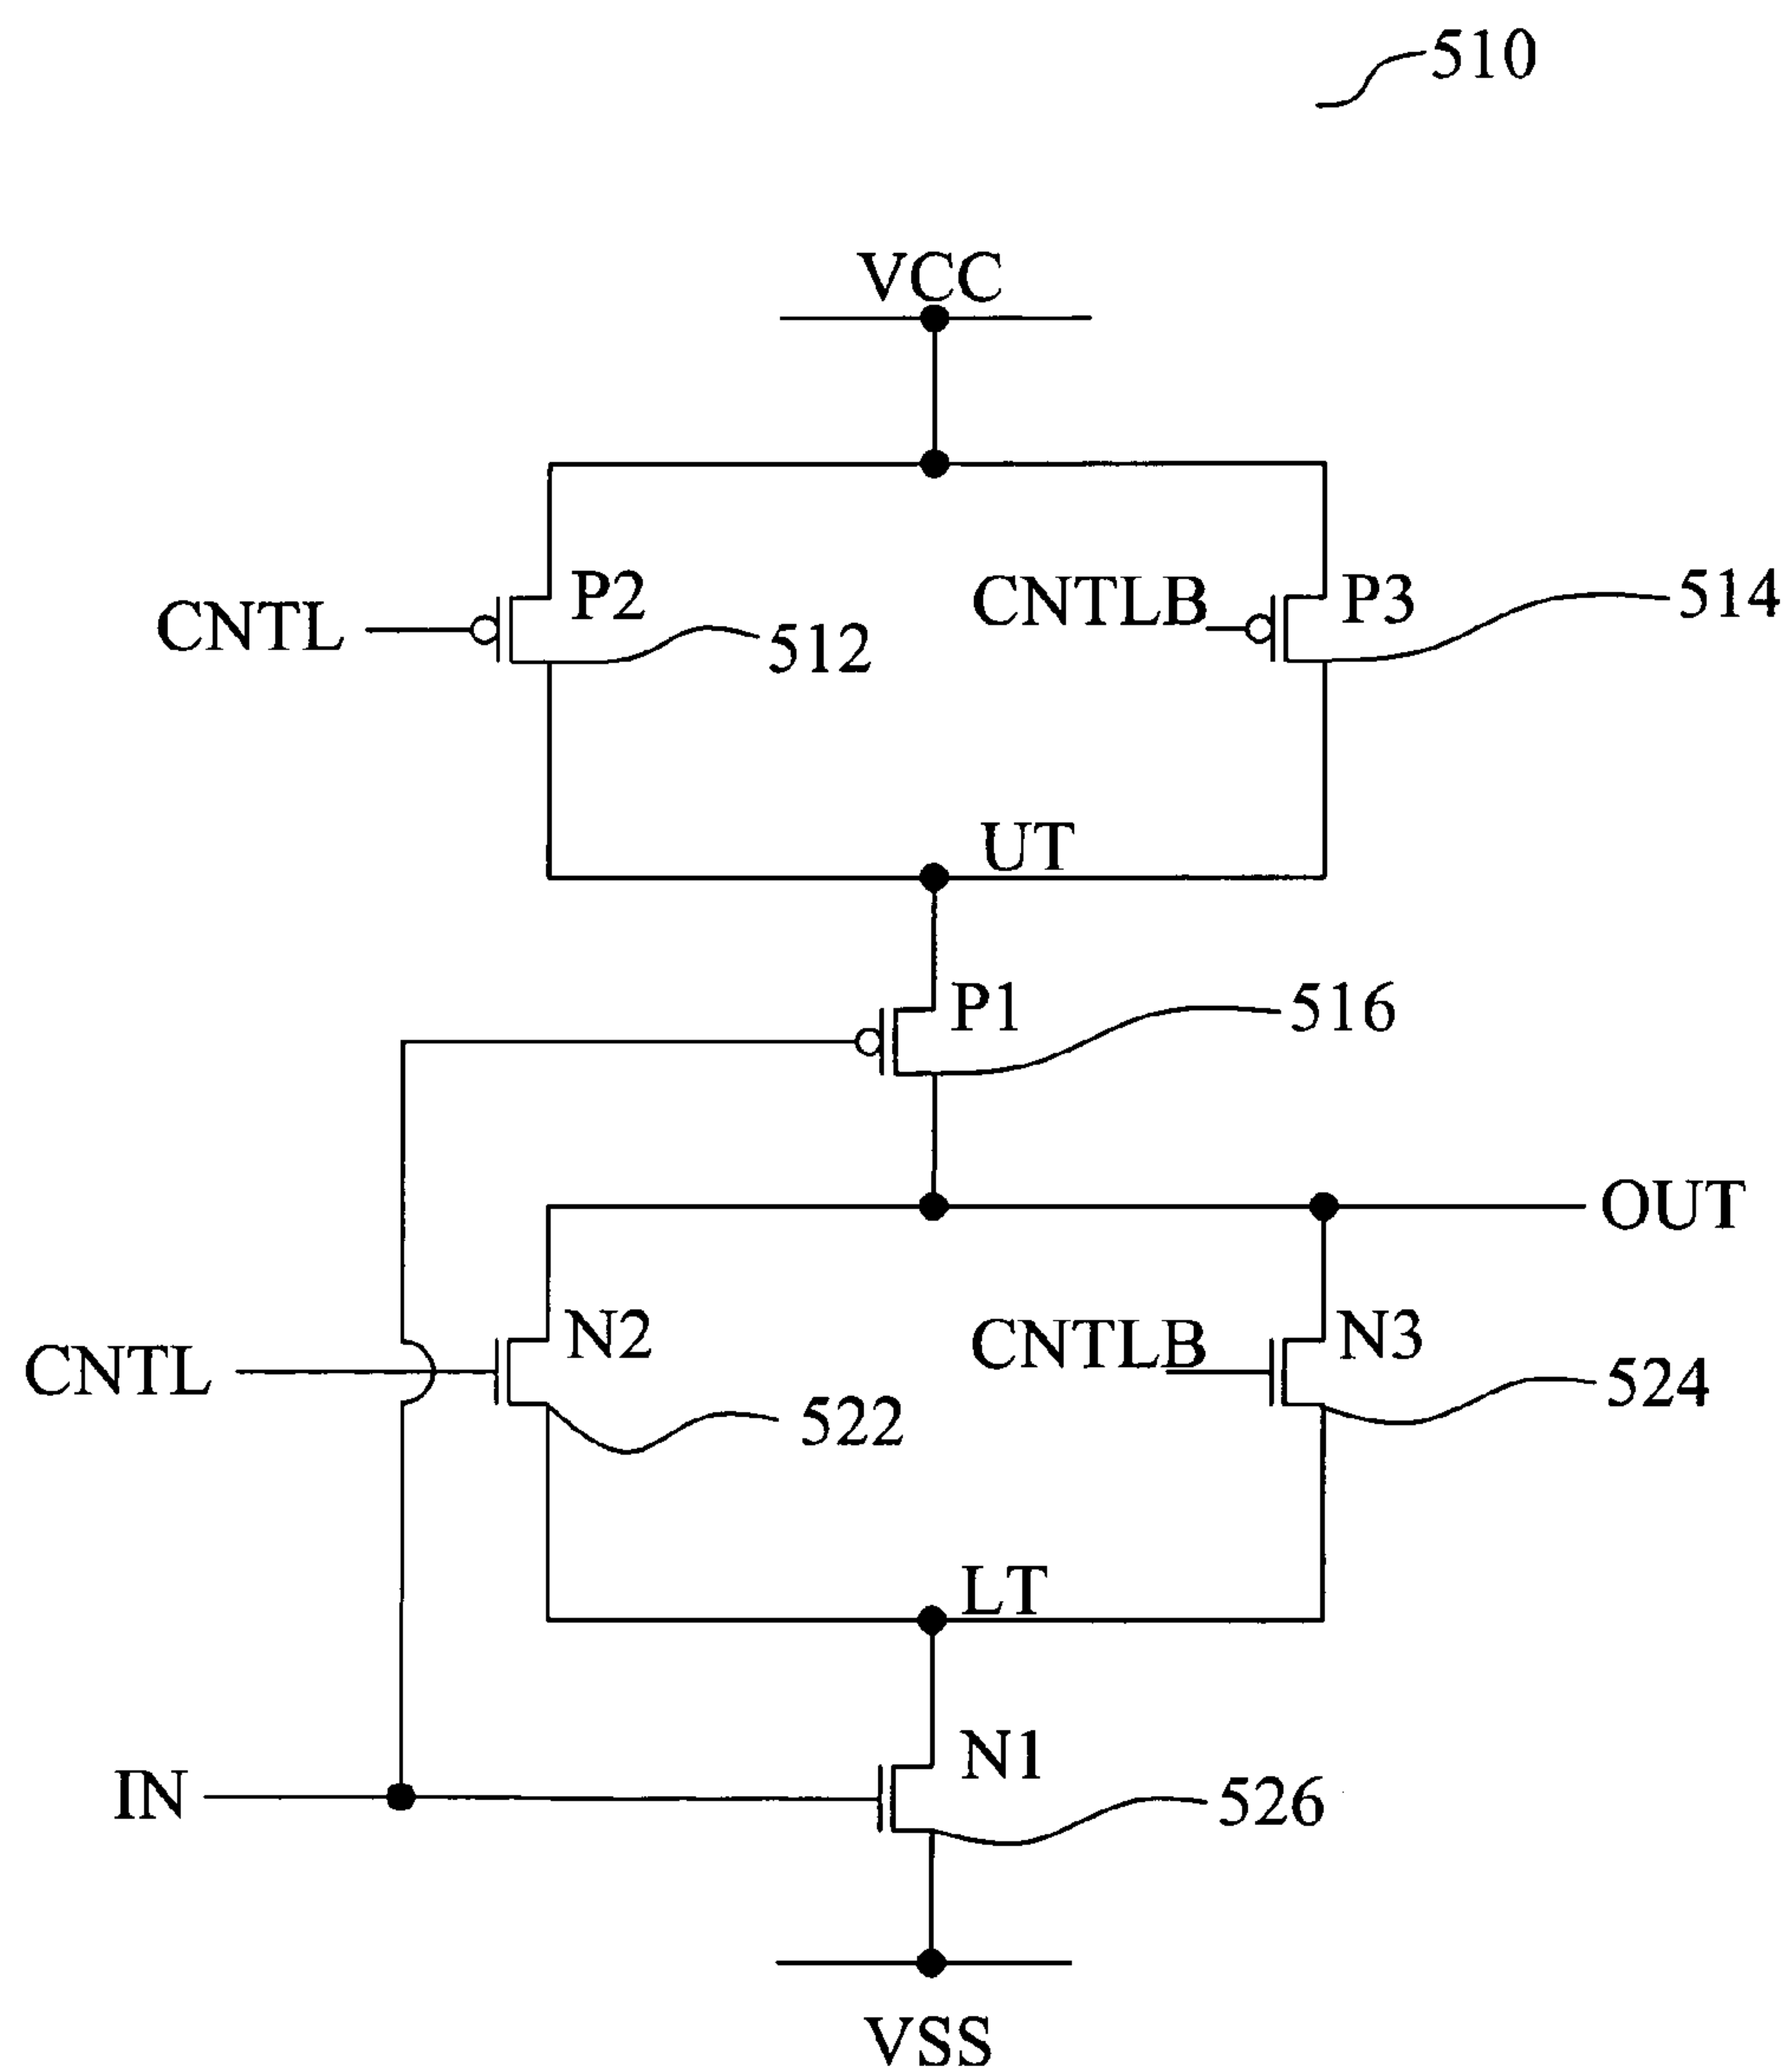 510
VCC
P2
CNTLB
P3
514
CNTL
512
UT
P1
516
OUT
N2
CNTLB
N3
CNTL
524
522
LT
N1
IN
526
VSS